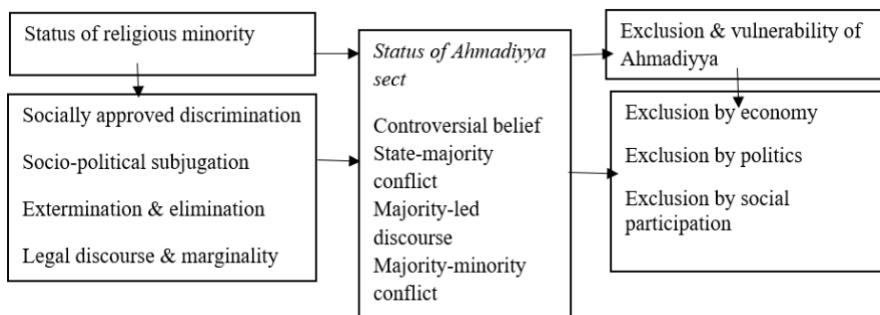 Status of religious minority
Socially approved discrimination
Socio-political subjugation
Extermination & elimination
Legal discourse & marginality
Status of Ahmadiyya
sect
Controversial belief
State-majority
conflict
Majority-led
discourse
Majority-minority
conflict
Exclusion & vulnerability of
Ahmadiyya
Exclusion by economy
Exclusion by politics
Exclusion by social
participation